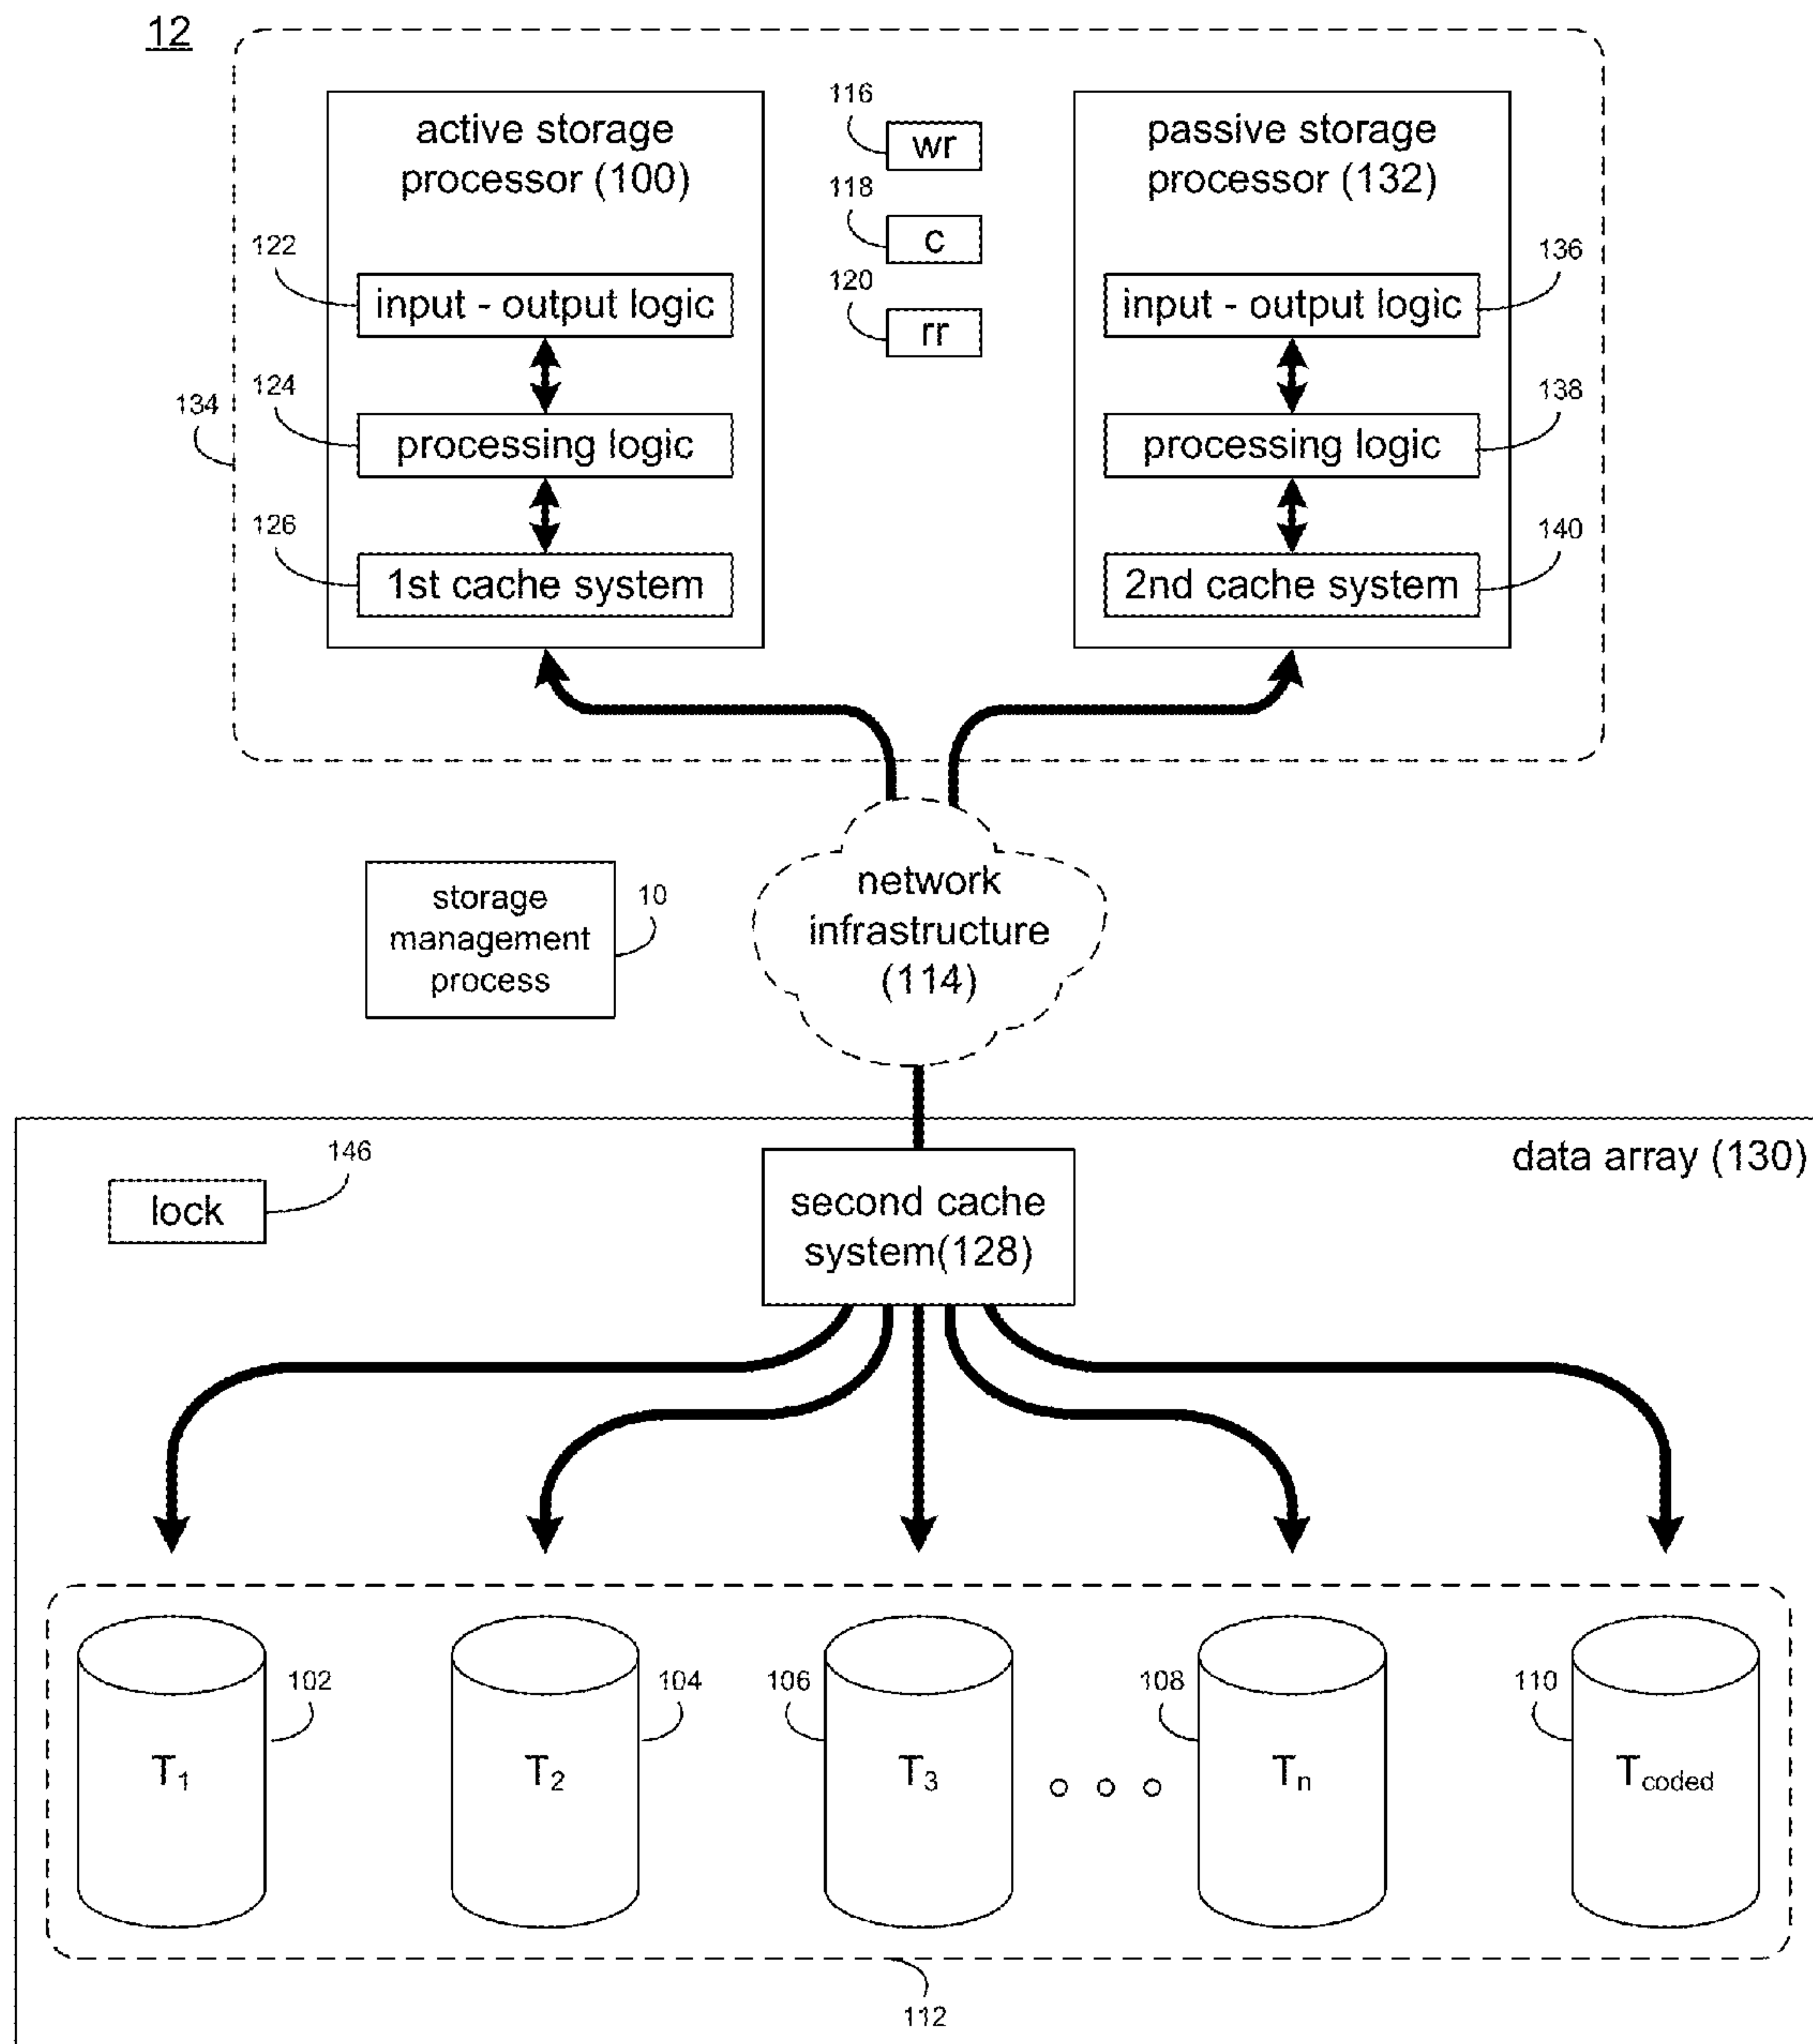 12
active storage
processor (100)
116
wr
passive storage
processor (132)
118
c
122
input - output logic
120
rr
input - output logic
136
134
124
processing logic
processing logic
138
126
1st cache system
2nd cache system
140
storage
management
process
10
network
infrastructure
(114)
data array (130)
146
lock
second cache
system(128)
102
104
106
108
110
T1
T2
T3
Tn
Tcoded
112